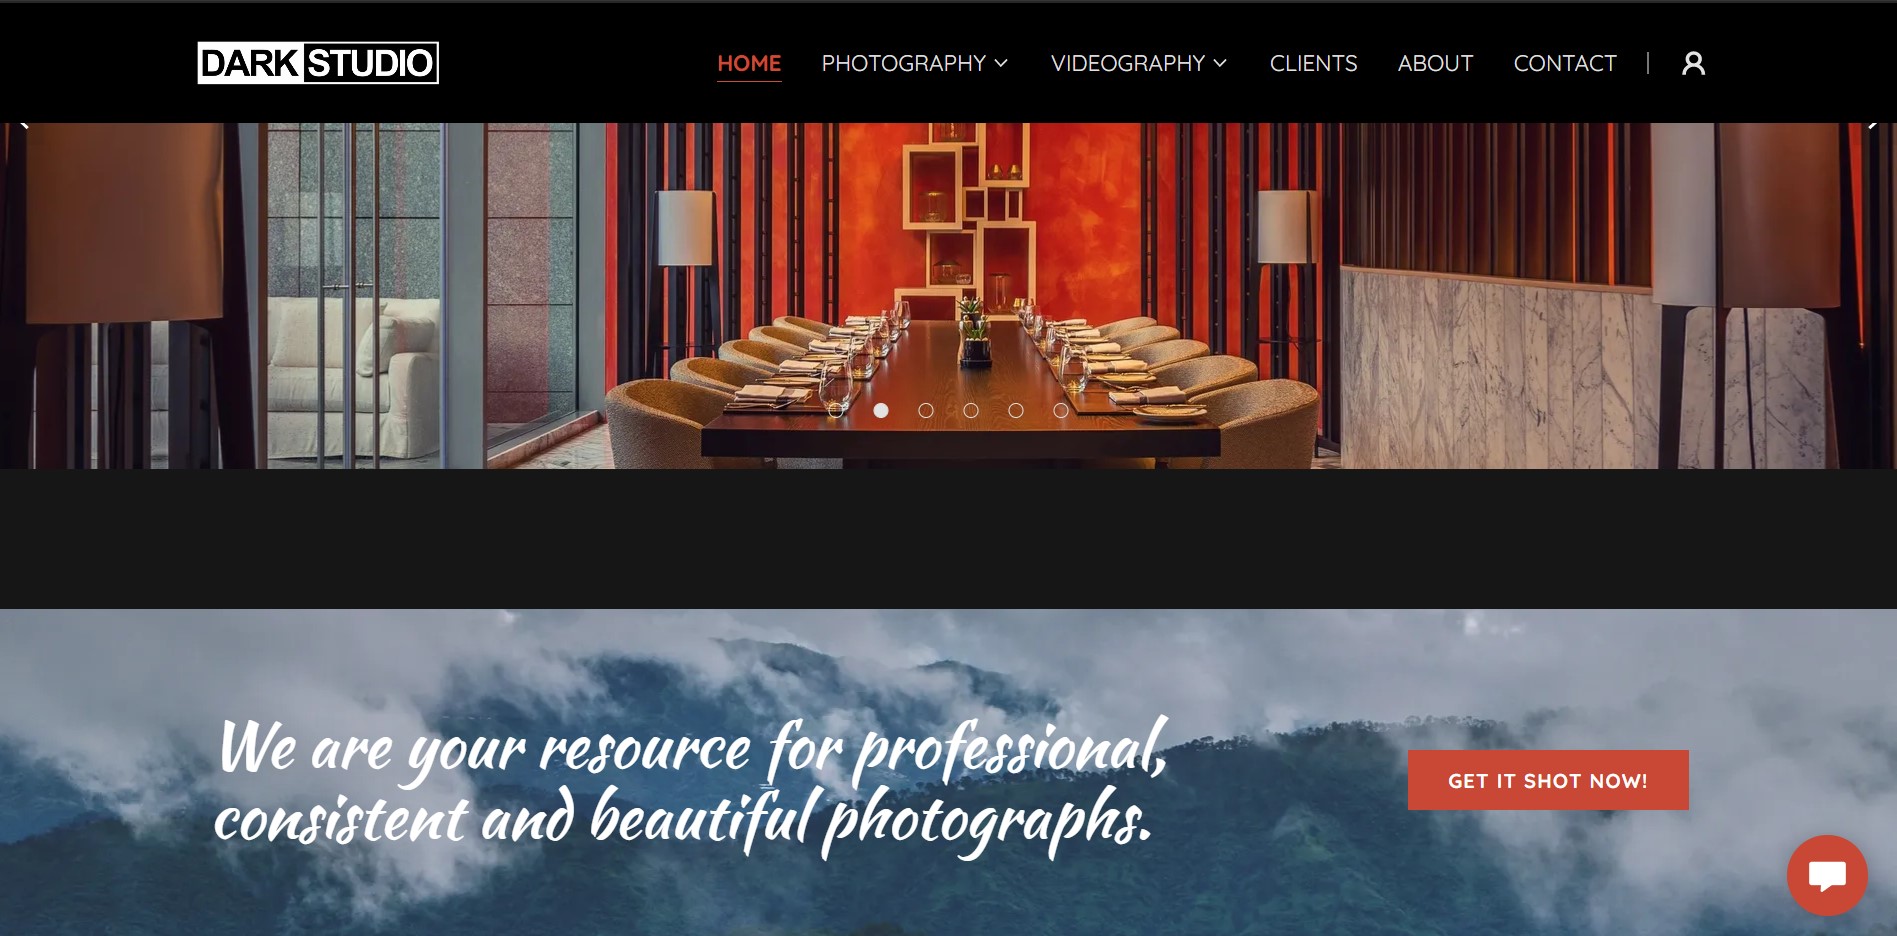 DARK STUDIO
HOME PHOTOGRAPHY VIDEOGRAPHY CLIENTS ABOUT CONTACT
We are your resource for professional,
consistent and beautiful photographs.
GET IT SHOT NOW!